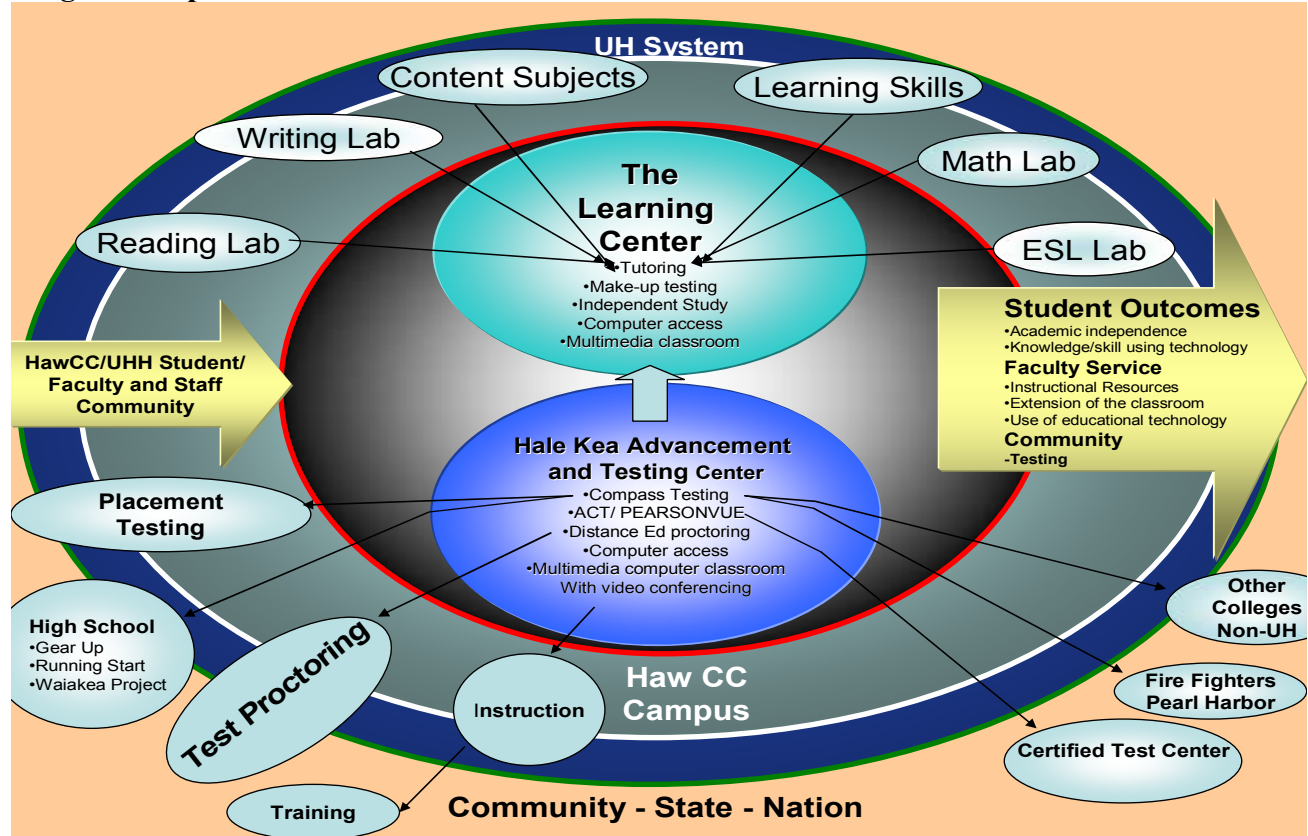 UH System
Content Subjects
Learning Skills
Writing Lab
Math Lab
Reading Lab
ESL Lab
The
Learning
Center
•Tutoring
•Make-up testing
•Independent Study
•Computer access
•Multimedia classroom
HawCC/UHH Student/
Faculty and Staff
Community
Student Outcomes
•Academic independence
•Knowledge/skill using technology
Faculty Service
•Instructional Resources
•Extension of the classroom
•Use of educational technology
Community
-Testing
Hale Kea Advancement
and Testing Center
•Compass Testing
•ACT/ PEARSONVUE
•Distance Ed proctoring
•Computer access
•Multimedia computer classroom
With video conferencing
Placement
Testing
High School
•Gear Up
•Running Start
•Waiakea Project
Test Proctoring
Instruction
Training
Haw CC
Campus
Other
Colleges
Non-UH
Fire Fighters
Pearl Harbor
Certified Test Center
Community - State - Nation